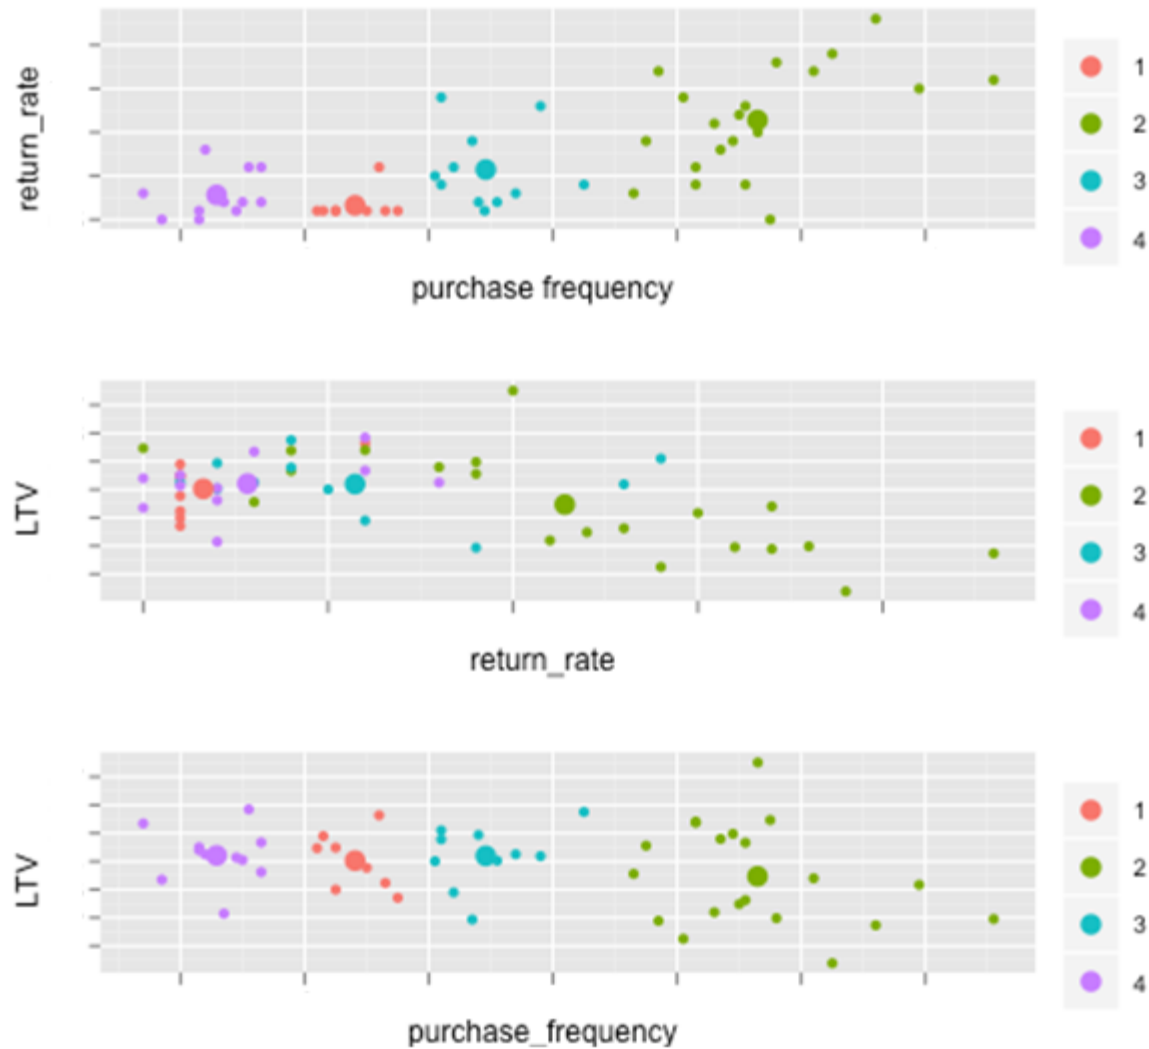 return_rate
1
2
3
4
purchase frequency
LTV
1
2
3
4
return_rate
LTV
1
2
3
4
purchase_frequency